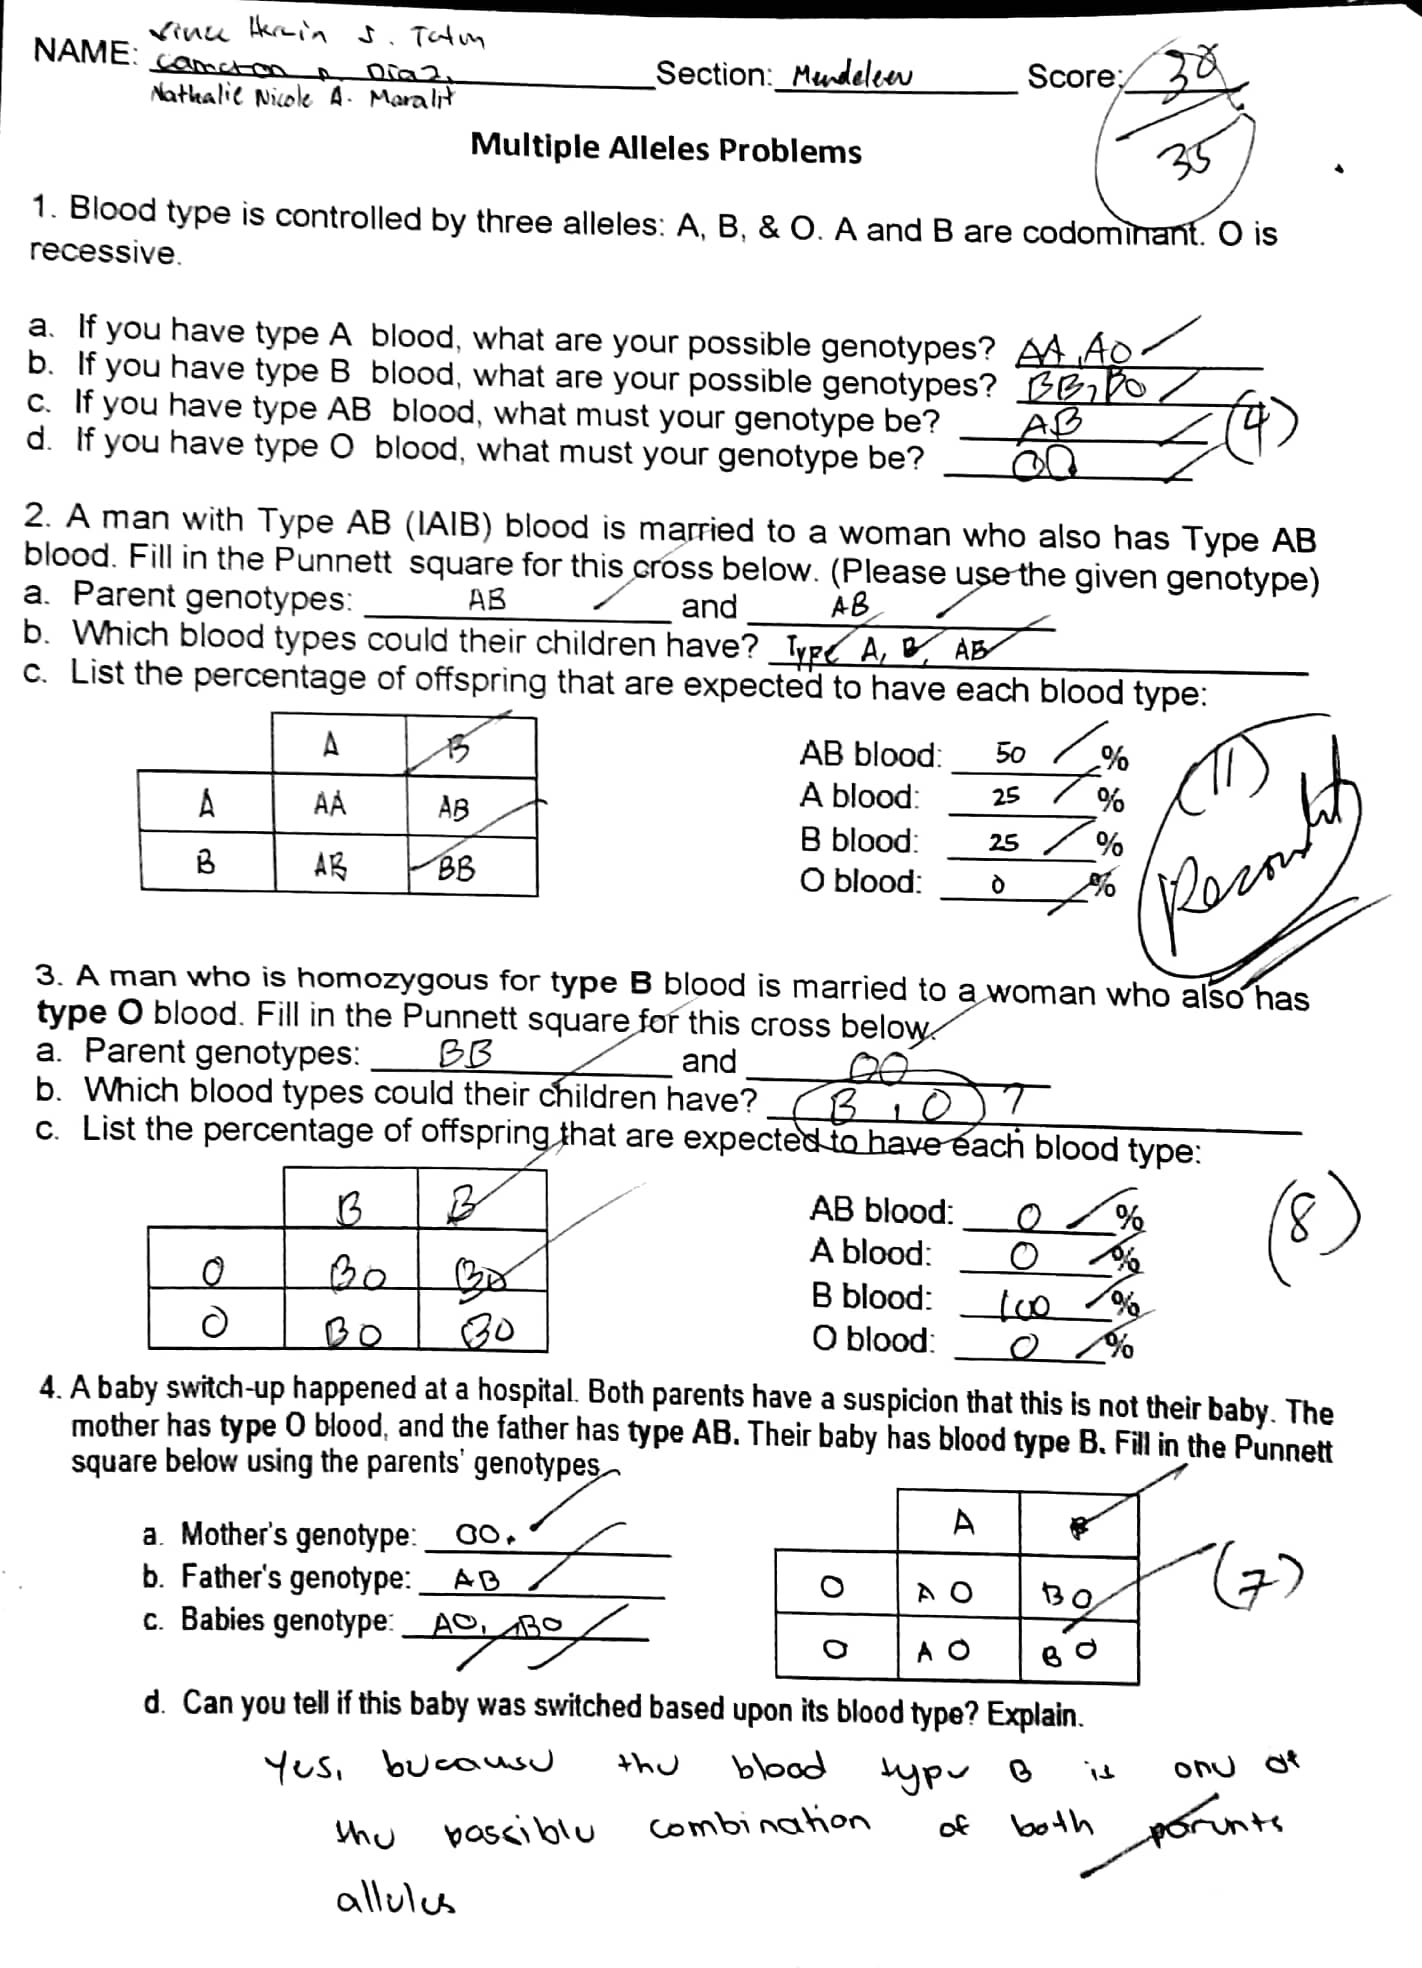 NAME: Vince Herwin S. Tatum
Cameron D. Diaz,
Nathalie Nicole A. Maralit
Section: Mendeleev Score: 30
35
Multiple Alleles Problems
1. Blood type is controlled by three alleles: A, B, & O. A and B are codominant. O is
recessive.
a. If you have type A blood, what are your possible genotypes? AA, AO
b. If you have type B blood, what are your possible genotypes? BB, BO
c. If you have type AB blood, what must your genotype be? AB
d. If you have type O blood, what must your genotype be? OO
(4)
2. A man with Type AB (IAIB) blood is married to a woman who also has Type AB
blood. Fill in the Punnett square for this cross below. (Please use the given genotype)
a. Parent genotypes: AB and AB
b. Which blood types could their children have? Type A, B, AB
c. List the percentage of offspring that are expected to have each blood type:
A B
A AA AB
B AB BB
AB blood: 50 %
A blood: 25 %
B blood: 25 %
O blood: 0 %
(11)
Recount
3. A man who is homozygous for type B blood is married to a woman who also has
type O blood. Fill in the Punnett square for this cross below.
a. Parent genotypes: BB and OO
b. Which blood types could their children have? B, O ?
c. List the percentage of offspring that are expected to have each blood type:
B B
O BO BO
O BO BO
AB blood: 0 %
A blood: 0 %
B blood: 100 %
O blood: 0 %
(8)
4. A baby switch-up happened at a hospital. Both parents have a suspicion that this is not their baby. The
mother has type O blood, and the father has type AB. Their baby has blood type B. Fill in the Punnett
square below using the parents' genotypes
a. Mother's genotype: OO.
b. Father's genotype: AB
c. Babies genotype: AO, BO
A B
O AO BO
O AO BO
(7)
d. Can you tell if this baby was switched based upon its blood type? Explain.
Yes, because the blood type B is one of
the possible combination of both parents
alleles